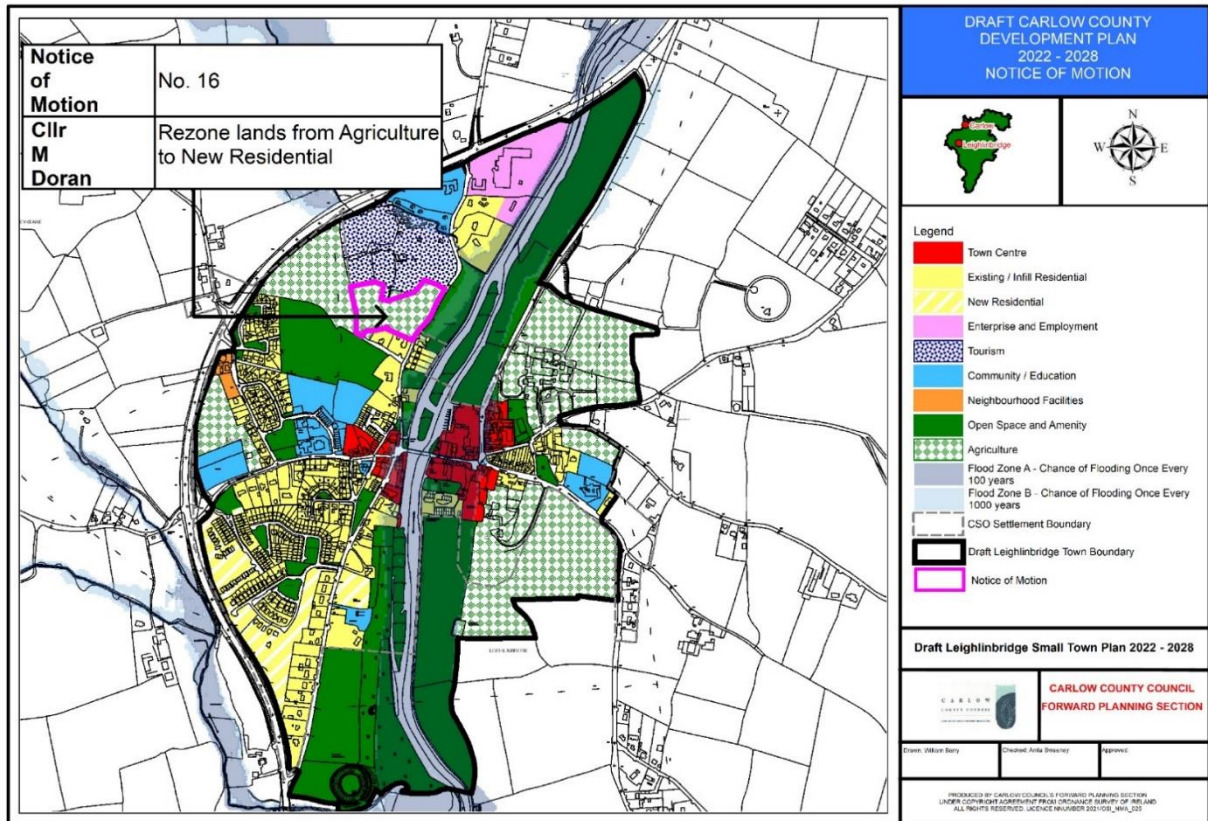 Notice
of
Motion
No. 16
Cllr
M
Doran
Rezone lands from Agriculture
to New Residential
DRAFT CARLOW COUNTY
DEVELOPMENT PLAN
2022 - 2028
NOTICE OF MOTION
Carlow
Leighlinbridge
N
W
E
S
Legend
Town Centre
Existing / Infill Residential
New Residential
Enterprise and Employment
Tourism
Community / Education
Neighbourhood Facilities
Open Space and Amenity
Agriculture
Flood Zone A - Chance of Flooding Once Every
100 years
Flood Zone B - Chance of Flooding Once Every
1000 years
CSO Settlement Boundary
Draft Leighlinbridge Town Boundary
Notice of Motion
Draft Leighlinbridge Small Town Plan 2022 - 2028
CARLOW
COUNTY COUNCIL
CARLOW COUNTY COUNCIL
FORWARD PLANNING SECTION
Drawn: William Barry
Checked: Anita Sweeney
Approved:
PRODUCED BY CARLOW COUNCIL'S FORWARD PLANNING SECTION
UNDER COPYRIGHT AGREEMENT FROM ORDNANCE SURVEY OF IRELAND
ALL RIGHTS RESERVED. LICENCE NNUMBER 2021/OSI_NMA_020